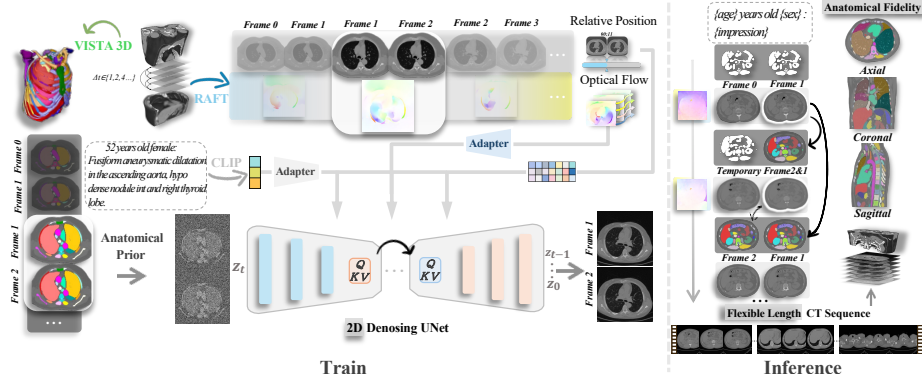 VISTA 3D
Δt∈{1,2,4…}
RAFT
Frame 0
Frame 1
Frame 1
Frame 2
Frame 2
Frame 3
...
Relative Position
Optical Flow
Frame 0
Frame 1
Frame 1
Frame 2
...
52 years old female:
Fusiform aneurysmatic dilatation
in the ascending aorta, hypo
dense nodule int and right thyroid
lobe.
CLIP
Adapter
Adapter
Anatomical
Prior
z_t
Q
KV
...
Q
KV
z_{t-1}
z_0
2D Denosing UNet
Frame 1
Frame 2
Train
{age} years old {sex} :
{impression}
Frame 0
Frame 1
Temporary Frame2&1
Frame 2
Frame 1
...
Flexible Length CT Sequence
Anatomical Fidelity
Axial
Coronal
Sagittal
Inference